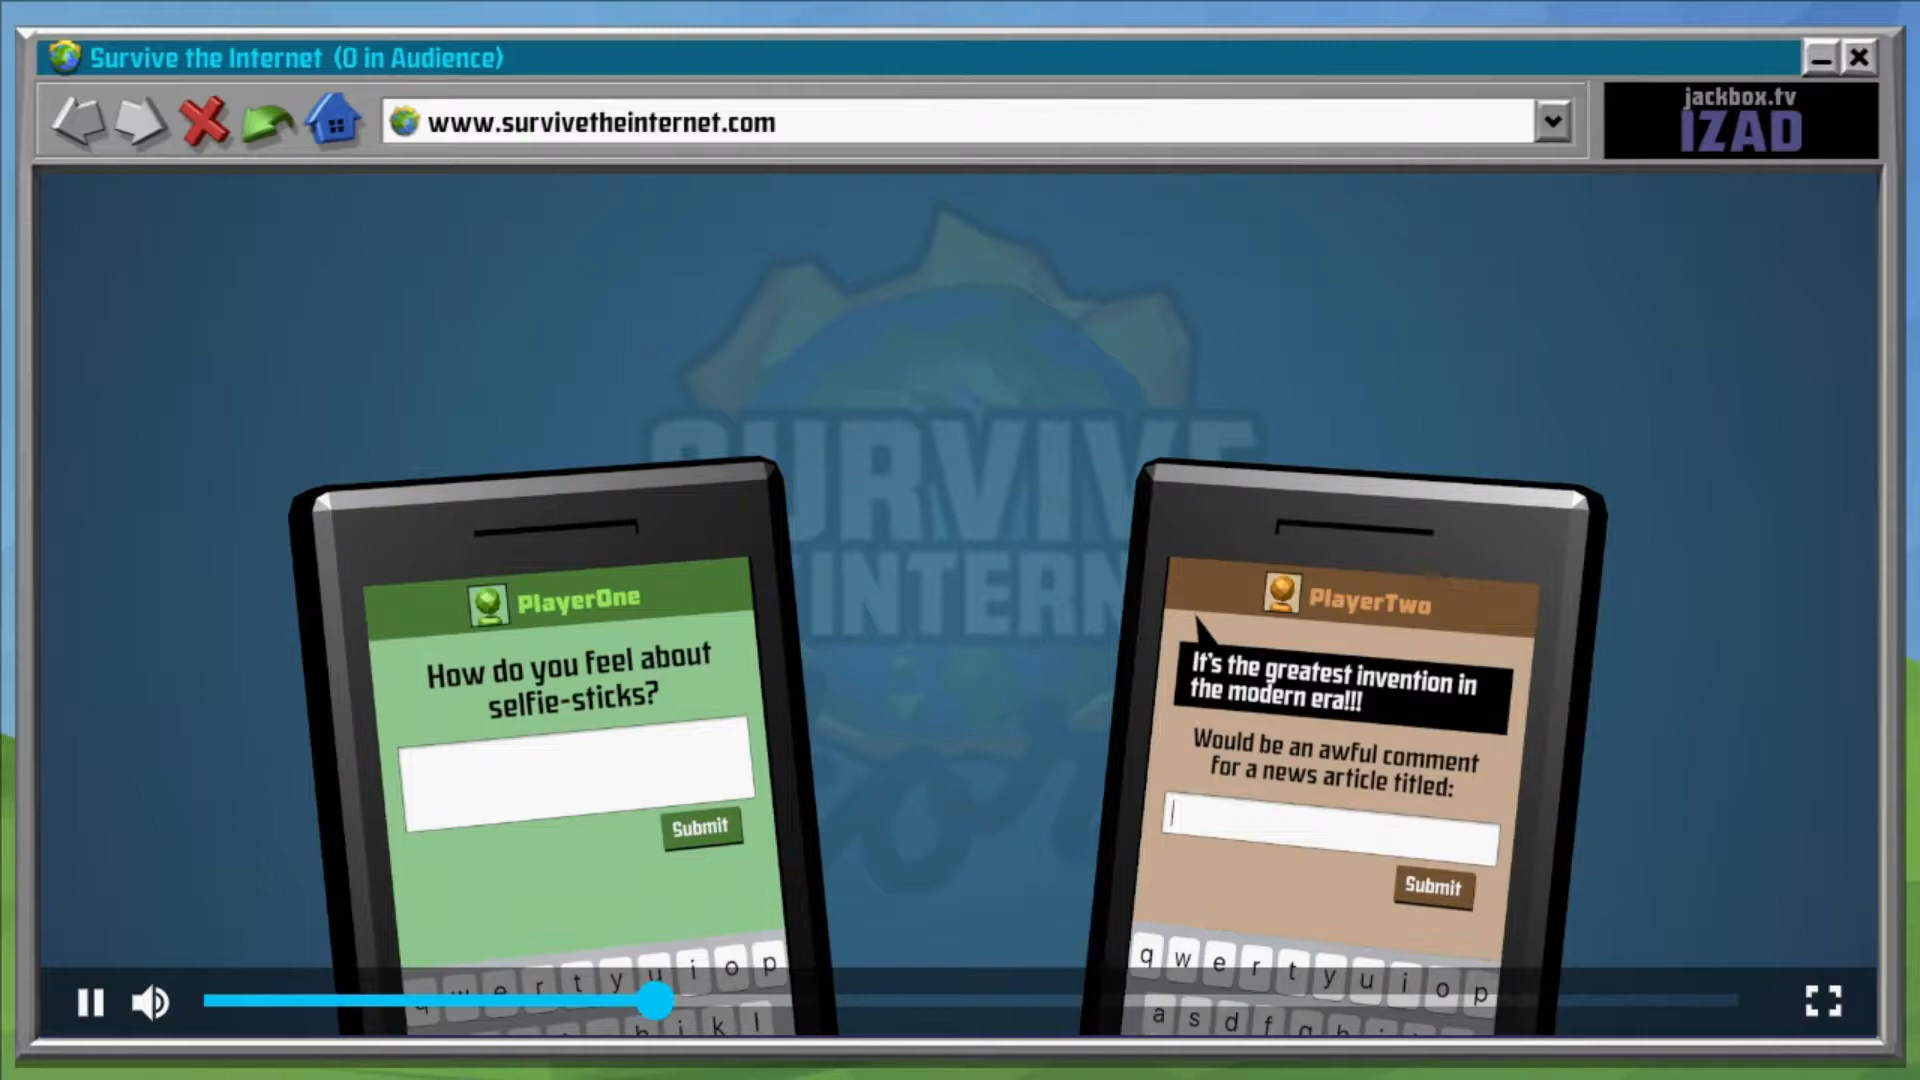 Survive the Internet (0 in Audience)
www.survivetheinternet.com
jackbox.tv
IZAD
SURVIVE
INTERN
PlayerOne
How do you feel about
selfie-sticks?
Submit
q w e r t y u i o p
h j k l
PlayerTwo
It's the greatest invention in
the modern era!!!
Would be an awful comment
for a news article titled:
Submit
q w e r t y u i o p
a s d f g h